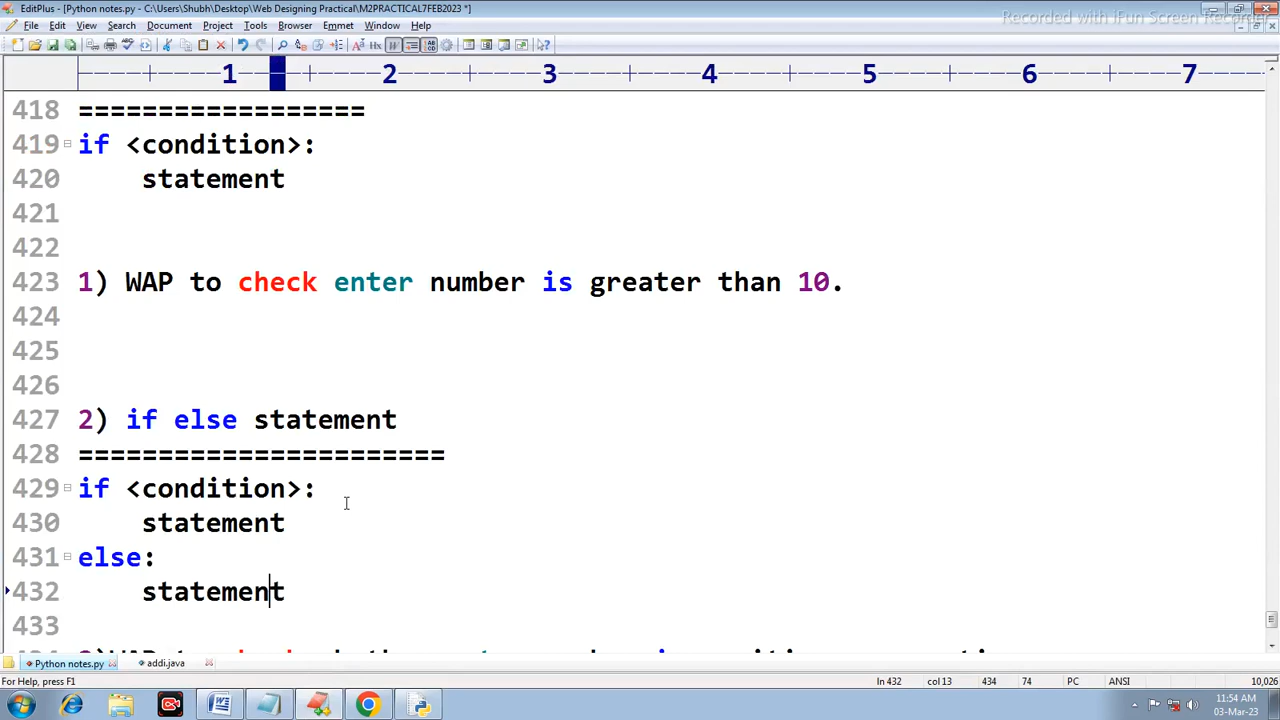 EditPlus - [Python notes.py - C:\Users\Shubh\Desktop\Web Designing Practical\M2PRACTICAL7FEB2023 *]
Recorded with iFun Screen Recorder
File Edit View Search Document Project Tools Browser Emmet Window Help
1 2 3 4 5 6 7
418 ==================
419 if <condition>:
420 statement
421
422
423 1) WAP to check enter number is greater than 10.
424
425
426
427 2) if else statement
428 =======================
429 if <condition>:
430 statement
431 else:
432 statement
433
Python notes.py addi.java
For Help, press F1 ln 432 col 13 434 74 PC ANSI 10,026
11:54 AM
03-Mar-23